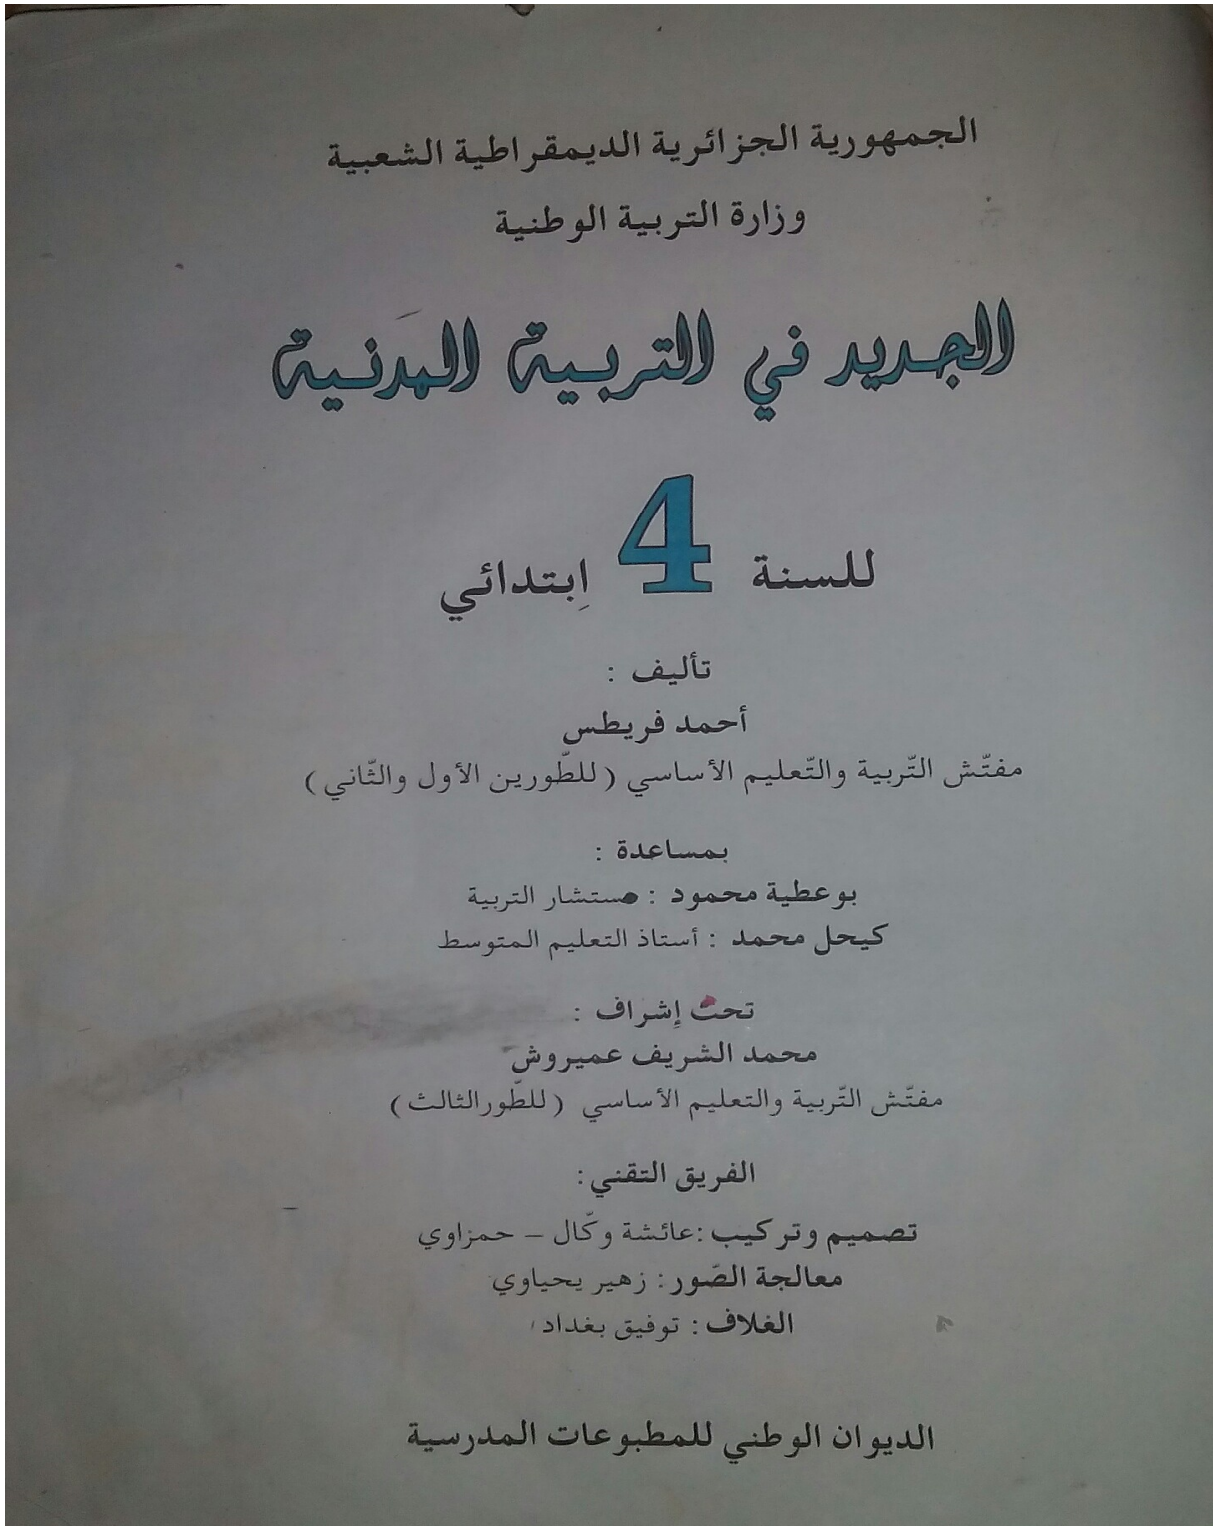 الجمهورية الجزائرية الديمقراطية الشعبية
وزارة التربية الوطنية
الجديد في التربية المَدنية
للسنة 4 اِبتدائي
تأليف :
أحمد فريطس
مفتّش التّربية والتّعليم الأساسي (للطّورين الأول والثّاني)
بمساعدة :
بوعطية محمود : مستشار التربية
كيحل محمد : أستاذ التعليم المتوسط
تحت إشراف :
محمد الشريف عميروش
مفتّش التّربية والتعليم الأساسي (للطّورالثالث)
الفريق التقني:
تصميم وتركيب :عائشة وكّال – حمزاوي
معالجة الصّور: زهير يحياوي
الغلاف: توفيق بغداد
الديوان الوطني للمطبوعات المدرسية